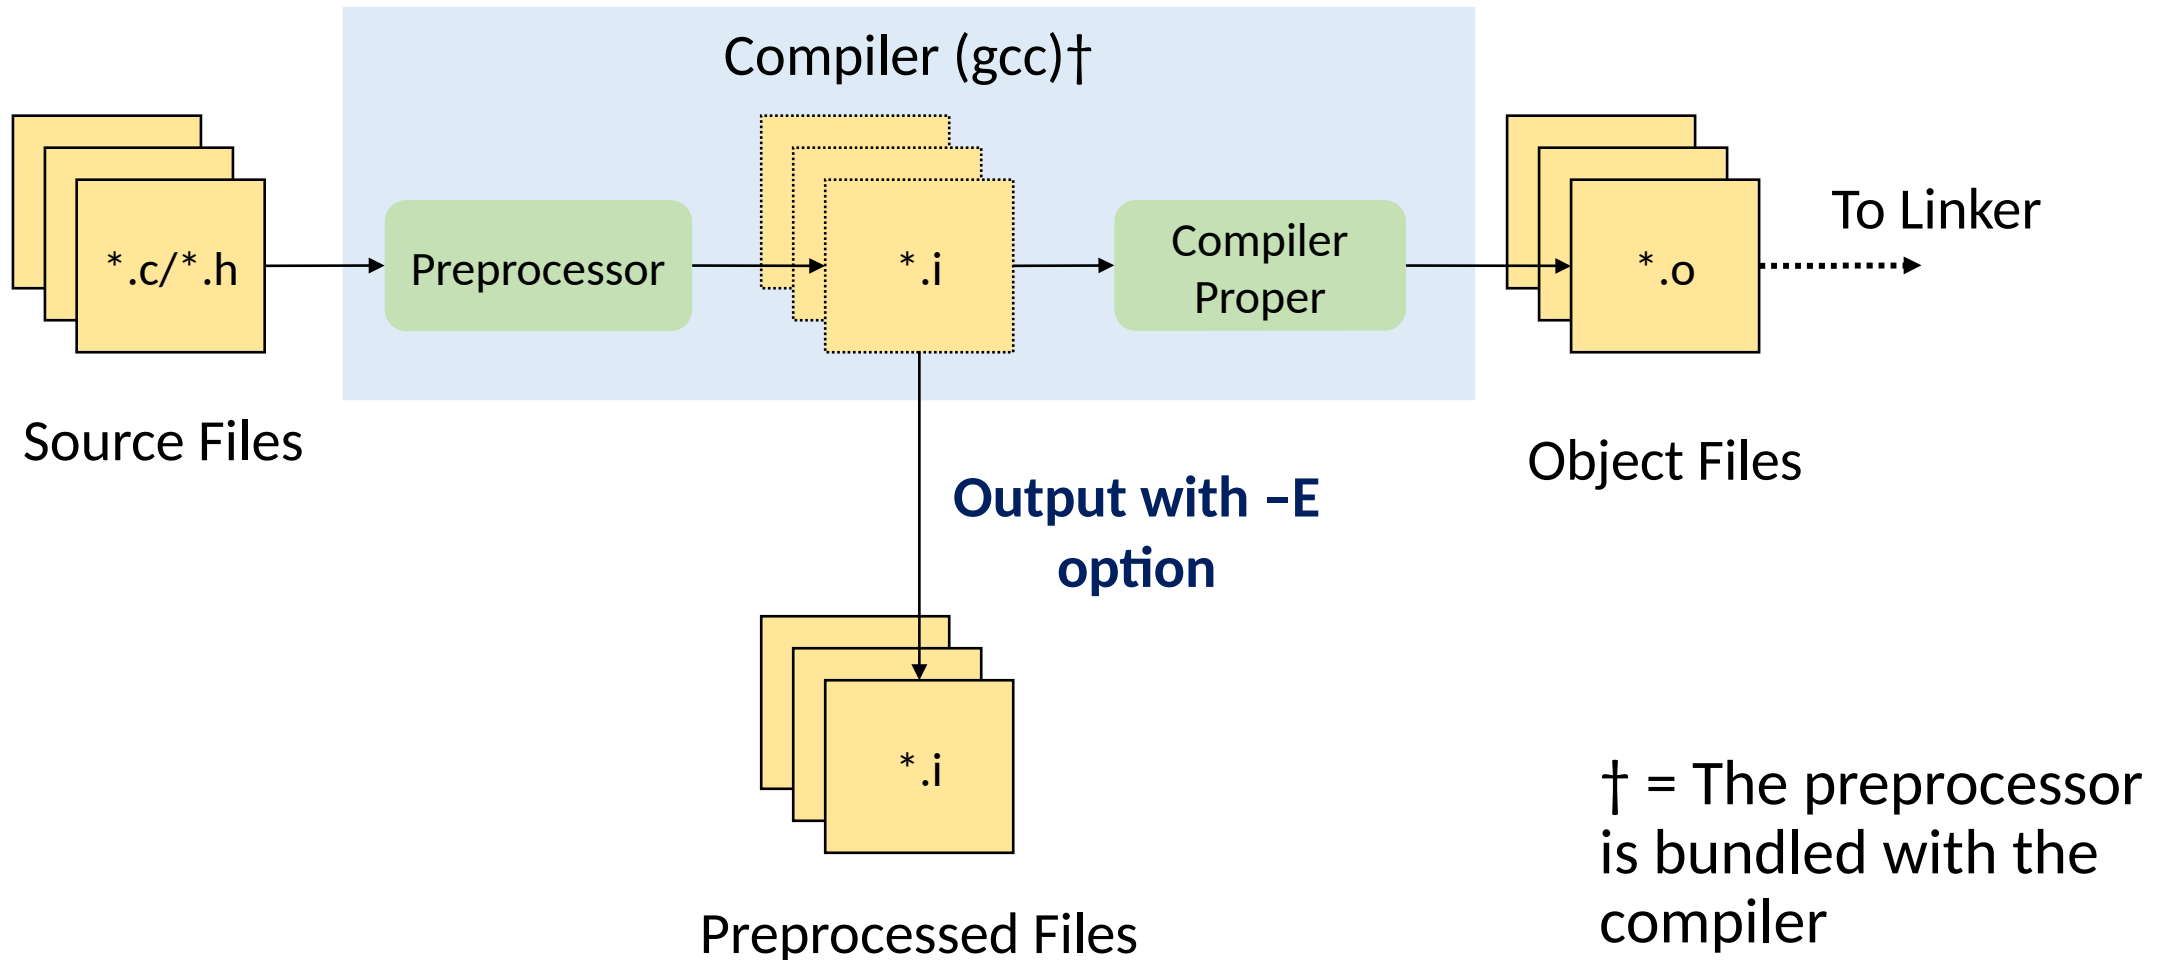 Compiler (gcc)†
*.c/*.h
Preprocessor
*.i
Compiler
Proper
*.o
To Linker
Source Files
Object Files
Output with –E
option
*.i
† = The preprocessor
is bundled with the
compiler
Preprocessed Files